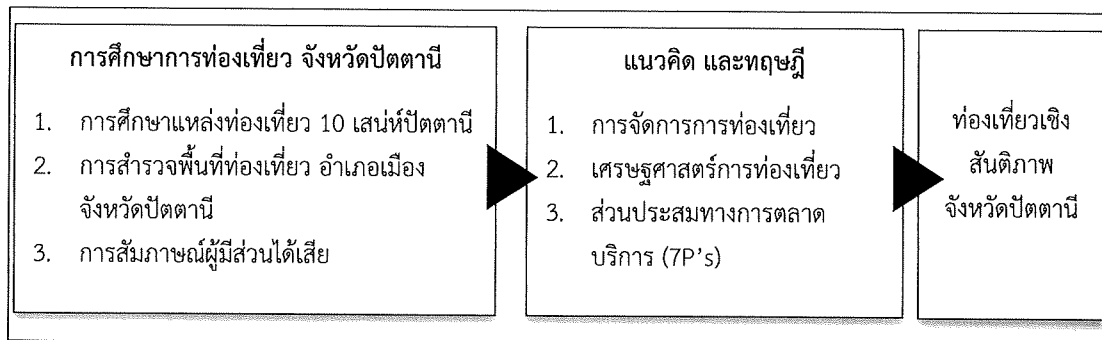 การศึกษาการท่องเที่ยว จังหวัดปัตตานี
1. การศึกษาแหล่งท่องเที่ยว 10 เสน่ห์ปัตตานี
2. การสำรวจพื้นที่ท่องเที่ยว อำเภอเมือง
จังหวัดปัตตานี
3. การสัมภาษณ์ผู้มีส่วนได้เสีย
แนวคิด และทฤษฎี
1. การจัดการการท่องเที่ยว
2. เศรษฐศาสตร์การท่องเที่ยว
3. ส่วนประสมทางการตลาด
บริการ (7P's)
ท่องเที่ยวเชิง
สันติภาพ
จังหวัดปัตตานี